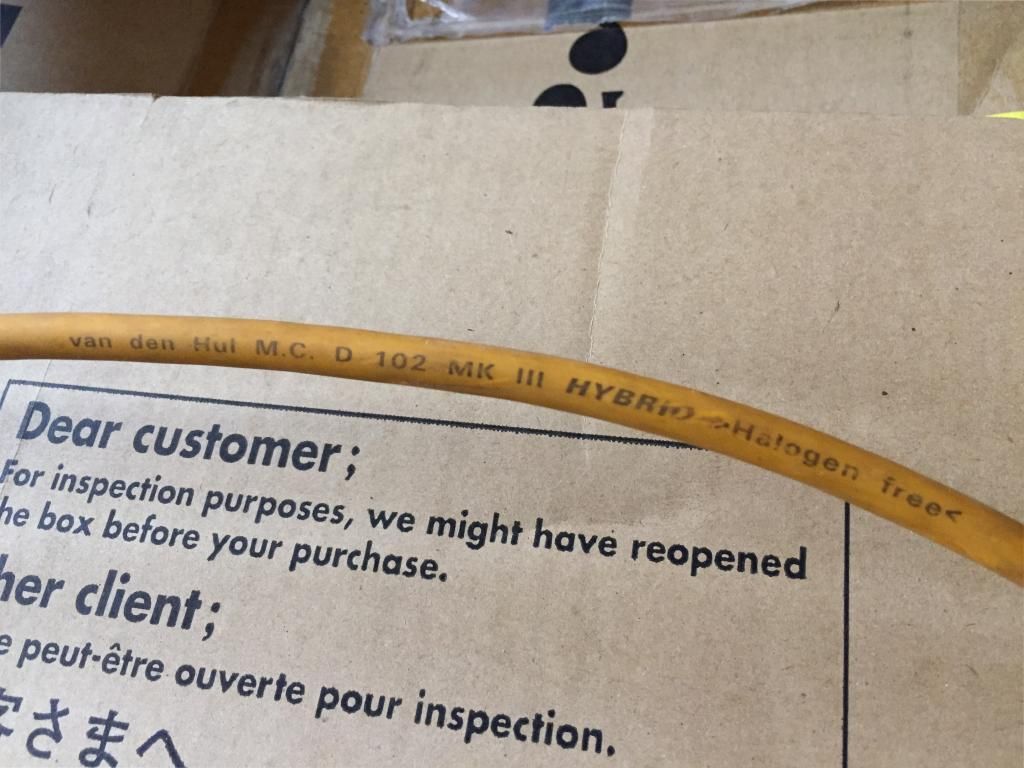 van den Hul M.C. D 102 MK III HYBRID >Halogen free<
Dear customer;
For inspection purposes, we might have reopened
he box before your purchase.
her client;
e peut-être ouverte pour inspection.
客さまへ